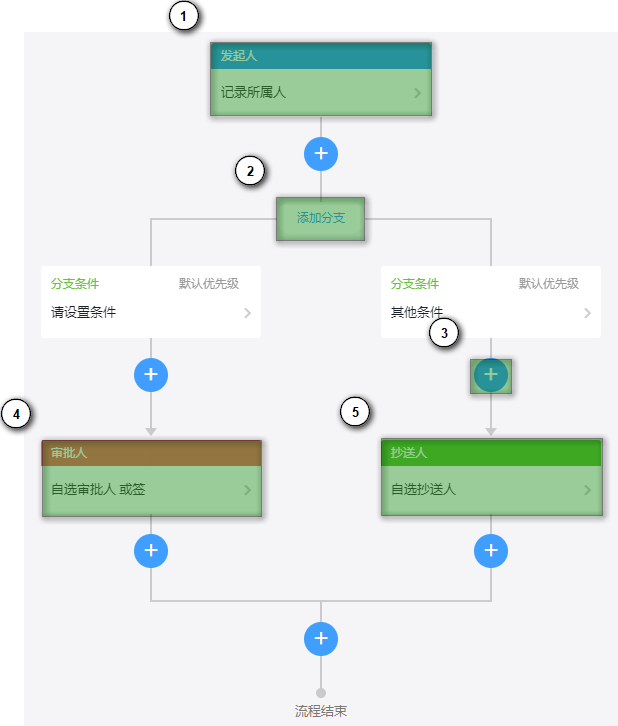 1
发起人
记录所属人
2
添加分支
分支条件 默认优先级
请设置条件
分支条件 默认优先级
其他条件
3
4
审批人
自选审批人 或签
5
抄送人
自选抄送人
流程结束